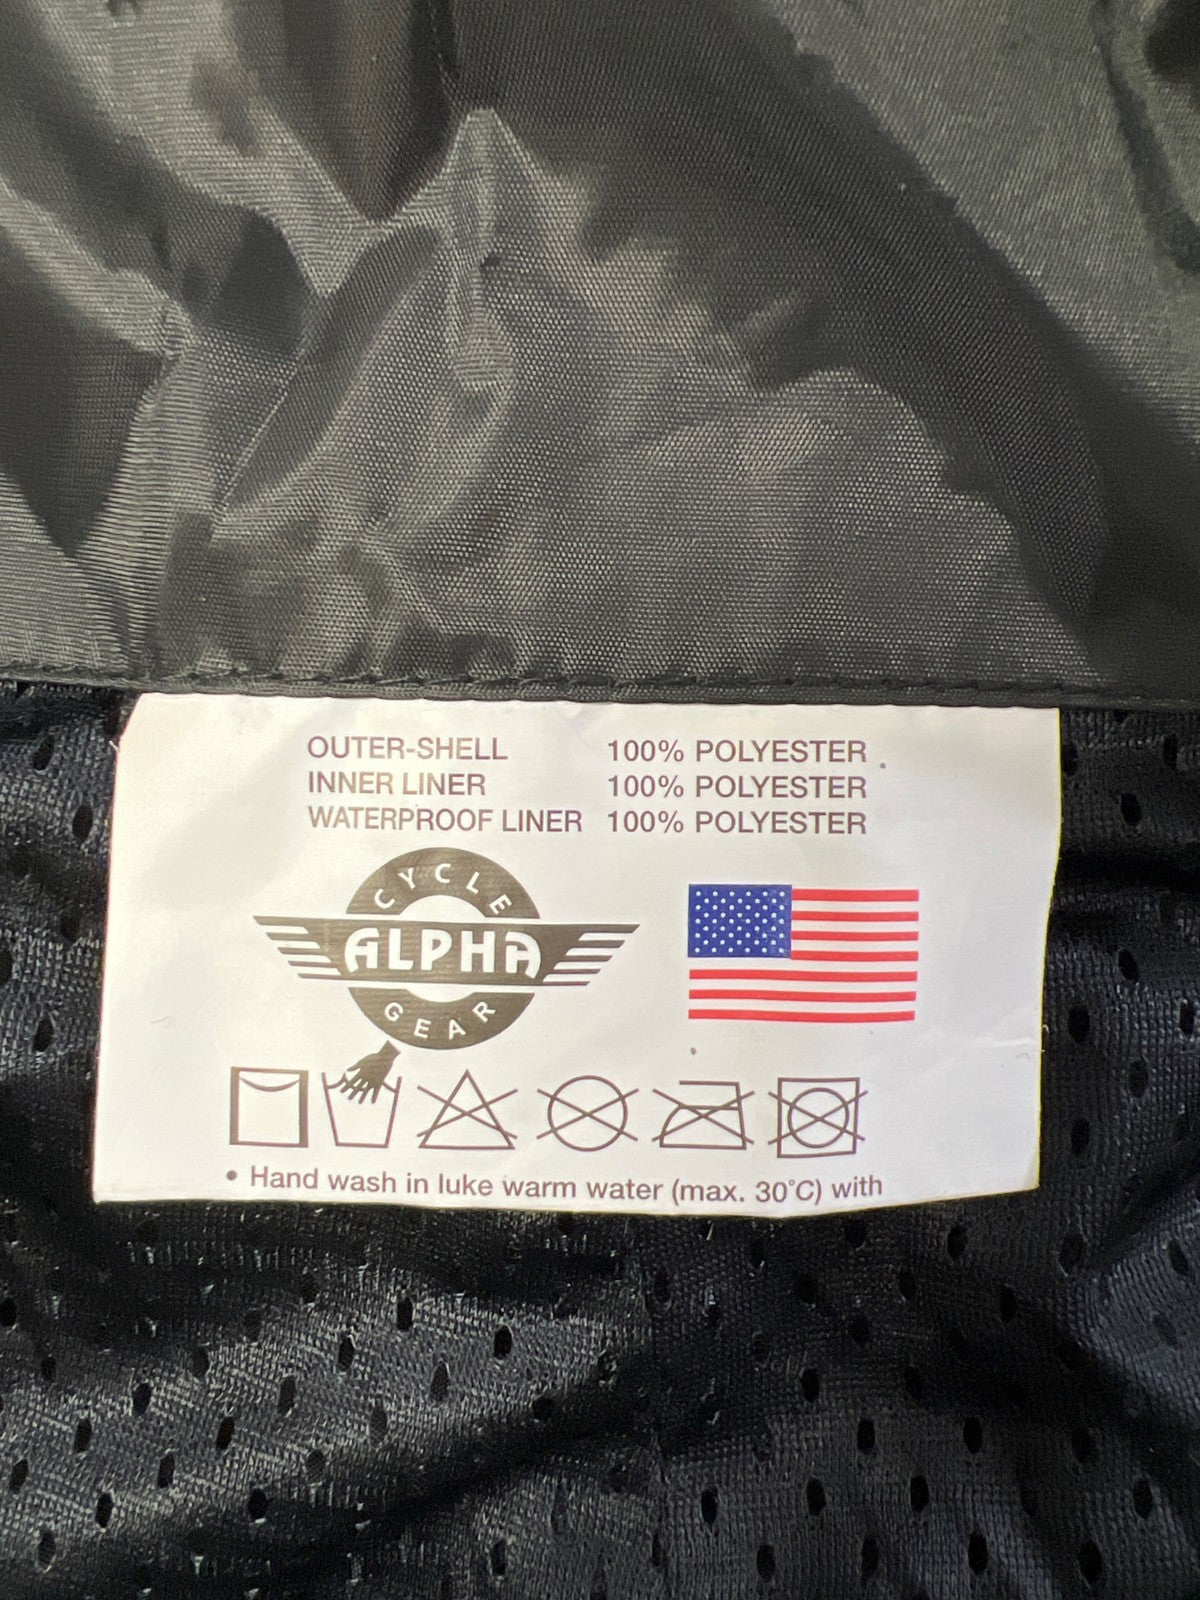 OUTER-SHELL 100% POLYESTER
INNER LINER 100% POLYESTER
WATERPROOF LINER 100% POLYESTER
CYCLE
ALPHA
GEAR
• Hand wash in luke warm water (max. 30°C) with